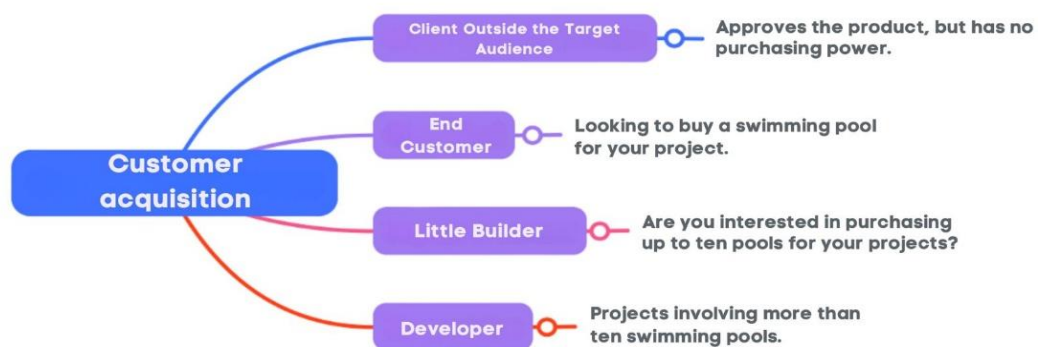 Client Outside the Target
Audience
Approves the product, but has no
purchasing power.
End
Customer
Looking to buy a swimming pool
for your project.
Customer
acquisition
Little Builder
Are you interested in purchasing
up to ten pools for your projects?
Developer
Projects involving more than
ten swimming pools.